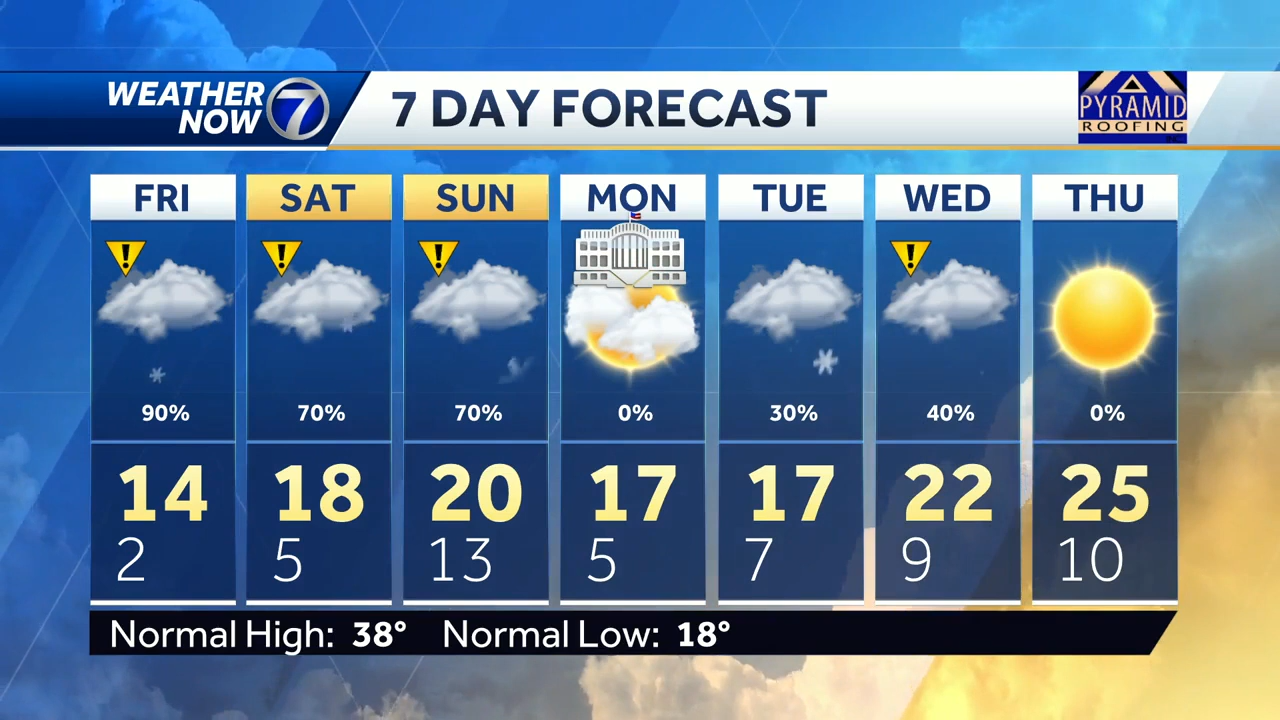 WEATHER
NOW 7
7 DAY FORECAST
PYRAMID
ROOFING
FRI SAT SUN MON TUE WED THU
! ! ! !
90% 70% 70% 0% 30% 40% 0%
14 18 20 17 17 22 25
2 5 13 5 7 9 10
Normal High: 38° Normal Low: 18°